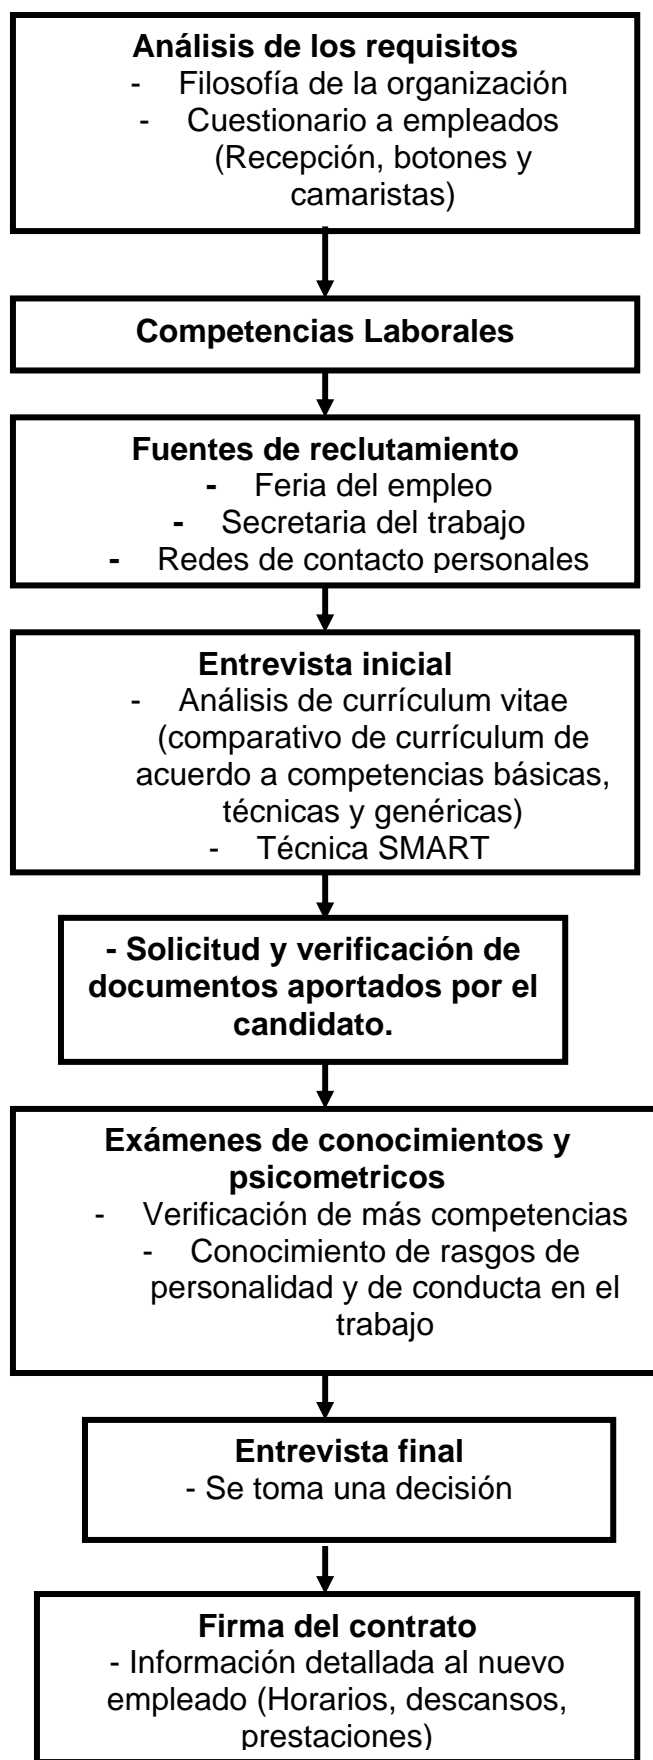 Análisis de los requisitos
- Filosofía de la organización
- Cuestionario a empleados
(Recepción, botones y
camaristas)
Competencias Laborales
Fuentes de reclutamiento
- Feria del empleo
- Secretaria del trabajo
- Redes de contacto personales
Entrevista inicial
- Análisis de currículum vitae
(comparativo de currículum de
acuerdo a competencias básicas,
técnicas y genéricas)
- Técnica SMART
- Solicitud y verificación de
documentos aportados por el
candidato.
Exámenes de conocimientos y
psicometricos
- Verificación de más competencias
- Conocimiento de rasgos de
personalidad y de conducta en el
trabajo
Entrevista final
- Se toma una decisión
Firma del contrato
- Información detallada al nuevo
empleado (Horarios, descansos,
prestaciones)